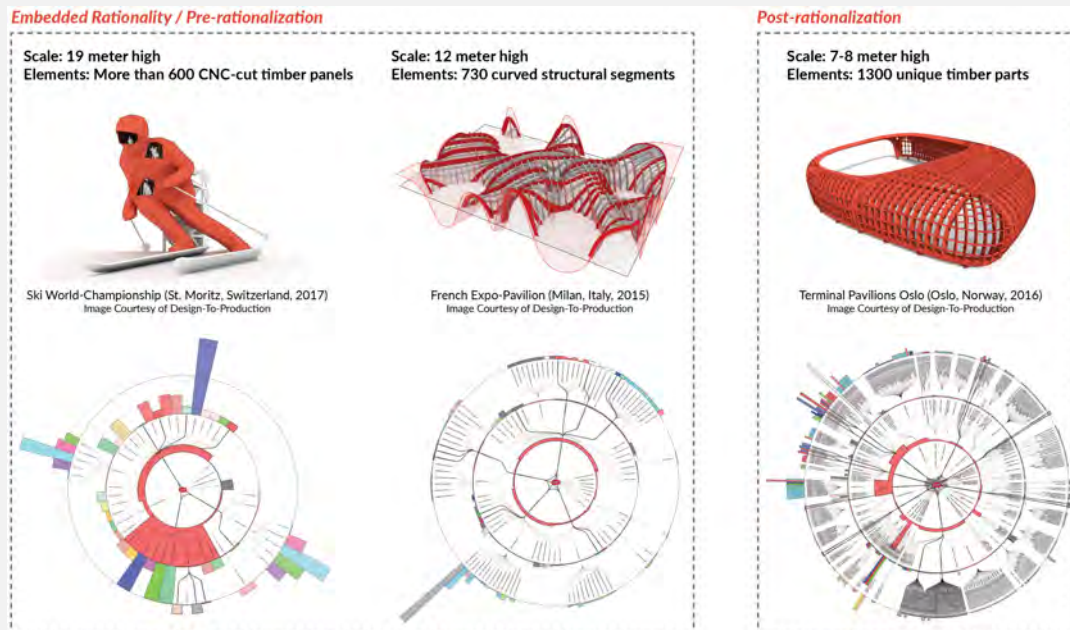 Embedded Rationality / Pre-rationalization
Scale: 19 meter high
Elements: More than 600 CNC-cut timber panels
Ski World-Championship (St. Moritz, Switzerland, 2017)
Image Courtesy of Design-To-Production
Scale: 12 meter high
Elements: 730 curved structural segments
French Expo-Pavilion (Milan, Italy, 2015)
Image Courtesy of Design-To-Production
Post-rationalization
Scale: 7-8 meter high
Elements: 1300 unique timber parts
Terminal Pavilions Oslo (Oslo, Norway, 2016)
Image Courtesy of Design-To-Production